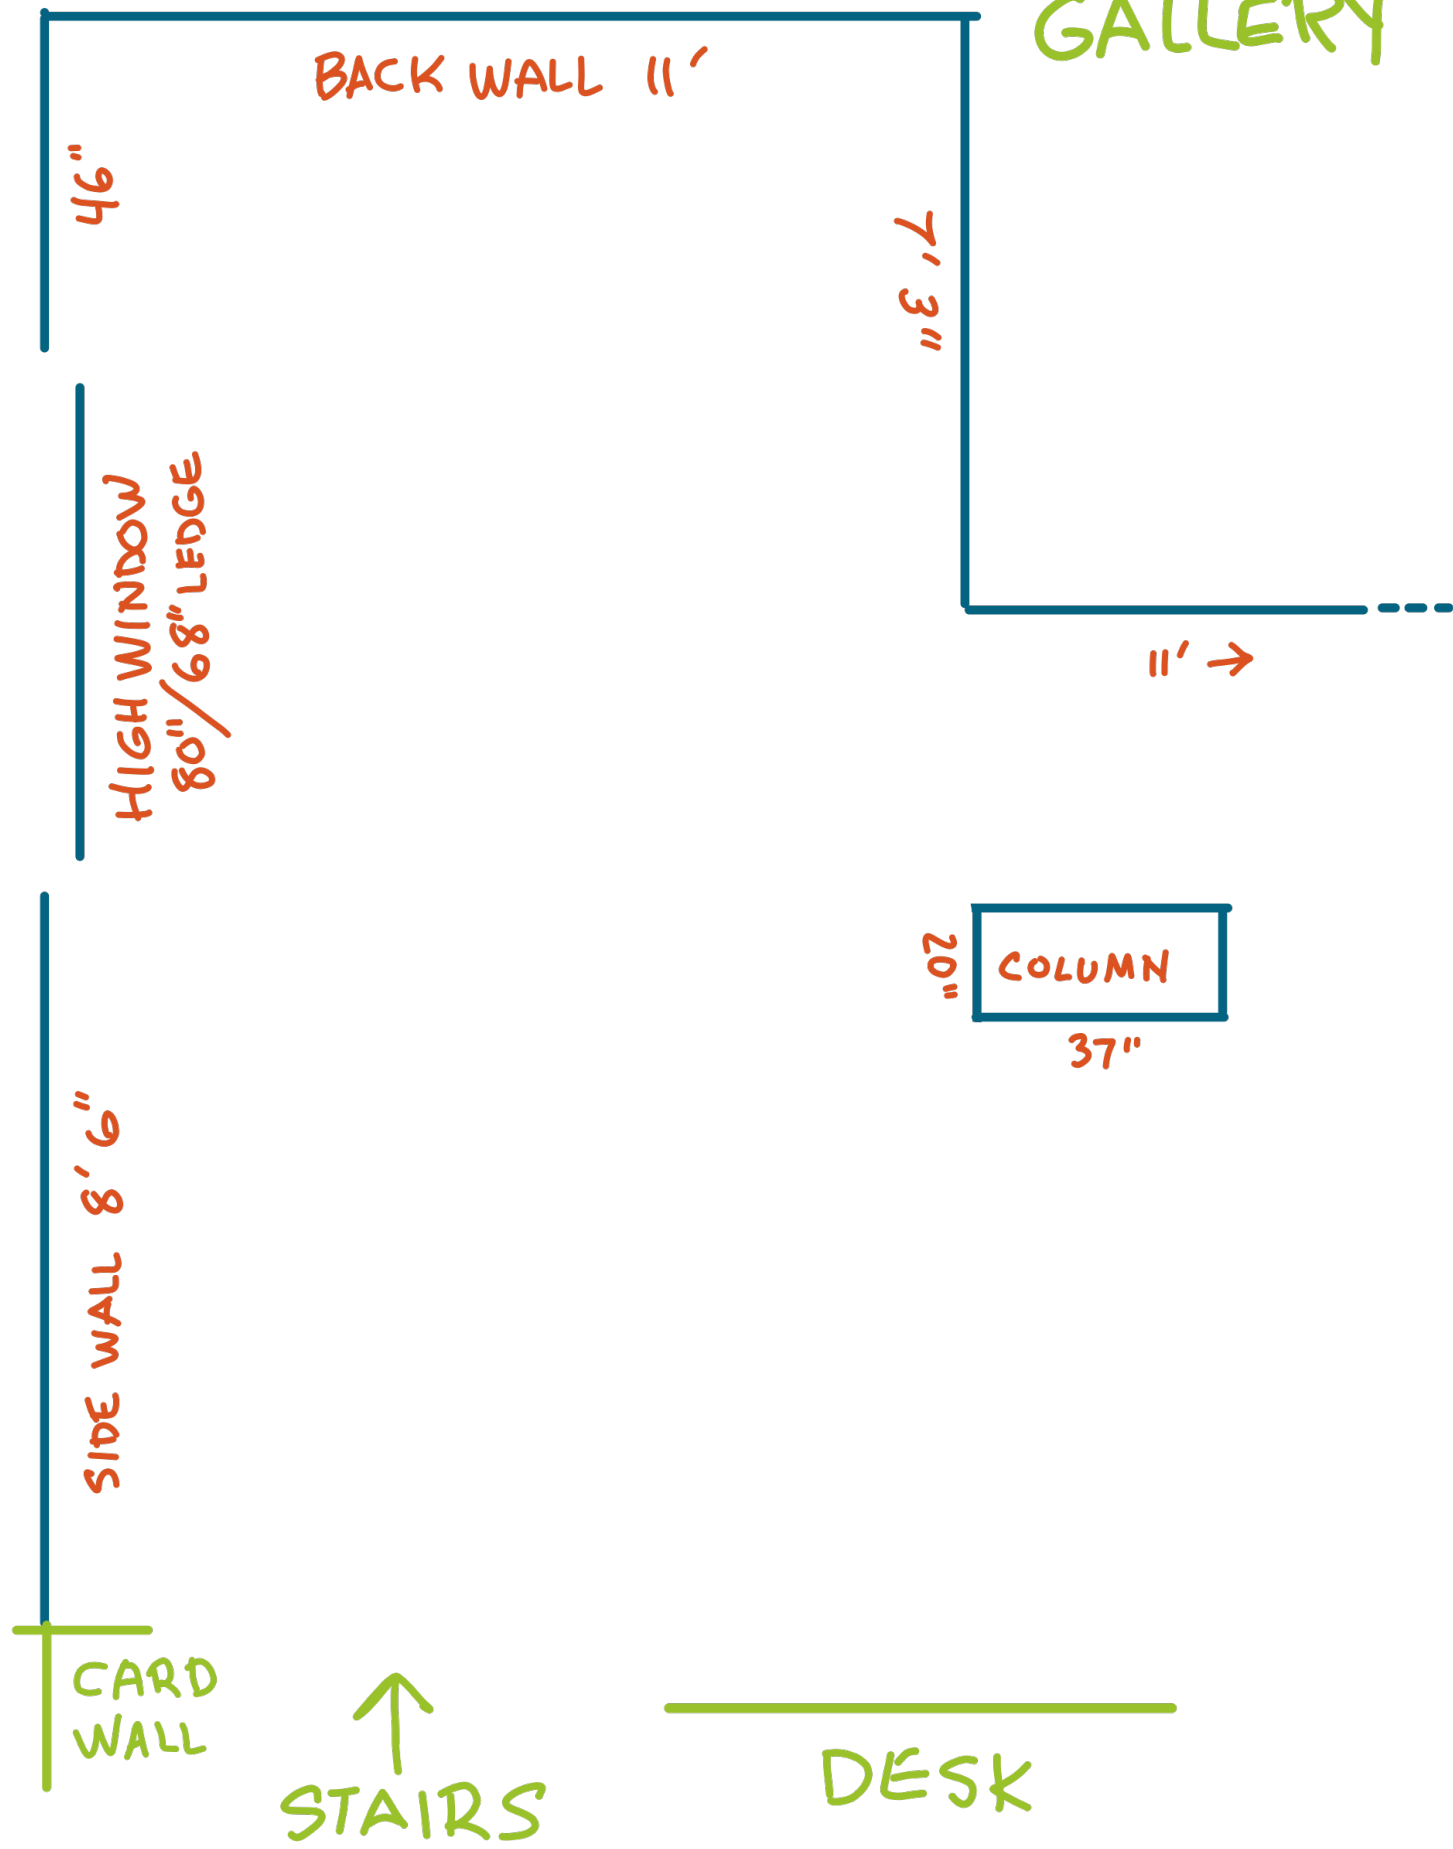 GALLERY
BACK WALL 11'
46"
7' 3"
HIGH WINDOW
80"/68" LEDGE
11' →
20"
COLUMN
37"
SIDE WALL 8' 6"
CARD
WALL
STAIRS
DESK